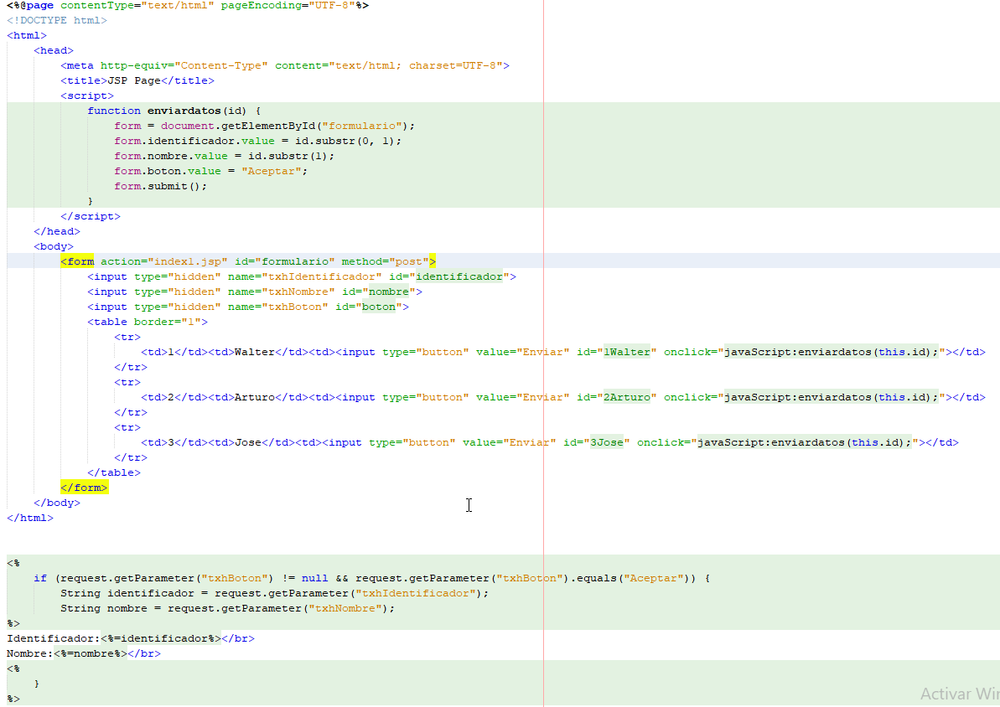 <%@page contentType="text/html" pageEncoding="UTF-8"%>
<!DOCTYPE html>
<html>
    <head>
        <meta http-equiv="Content-Type" content="text/html; charset=UTF-8">
        <title>JSP Page</title>
        <script>
            function enviardatos(id) {
                form = document.getElementById("formulario");
                form.identificador.value = id.substr(0, 1);
                form.nombre.value = id.substr(1);
                form.boton.value = "Aceptar";
                form.submit();
            }
        </script>
    </head>
    <body>
        <form action="index1.jsp" id="formulario" method="post">
            <input type="hidden" name="txhIdentificador" id="identificador">
            <input type="hidden" name="txhNombre" id="nombre">
            <input type="hidden" name="txhBoton" id="boton">
            <table border="1">
                <tr>
                    <td>1</td><td>Walter</td><td><input type="button" value="Enviar" id="1Walter" onclick="javaScript:enviardatos(this.id);"></td>
                </tr>
                <tr>
                    <td>2</td><td>Arturo</td><td><input type="button" value="Enviar" id="2Arturo" onclick="javaScript:enviardatos(this.id);"></td>
                </tr>
                <tr>
                    <td>3</td><td>Jose</td><td><input type="button" value="Enviar" id="3Jose" onclick="javaScript:enviardatos(this.id);"></td>
                </tr>
            </table>
        </form>
    </body>
</html>
<%
    if (request.getParameter("txhBoton") != null && request.getParameter("txhBoton").equals("Aceptar")) {
        String identificador = request.getParameter("txhIdentificador");
        String nombre = request.getParameter("txhNombre");
%>
Identificador:<%=identificador%></br>
Nombre:<%=nombre%></br>
<%
    }
%>
Activar Win